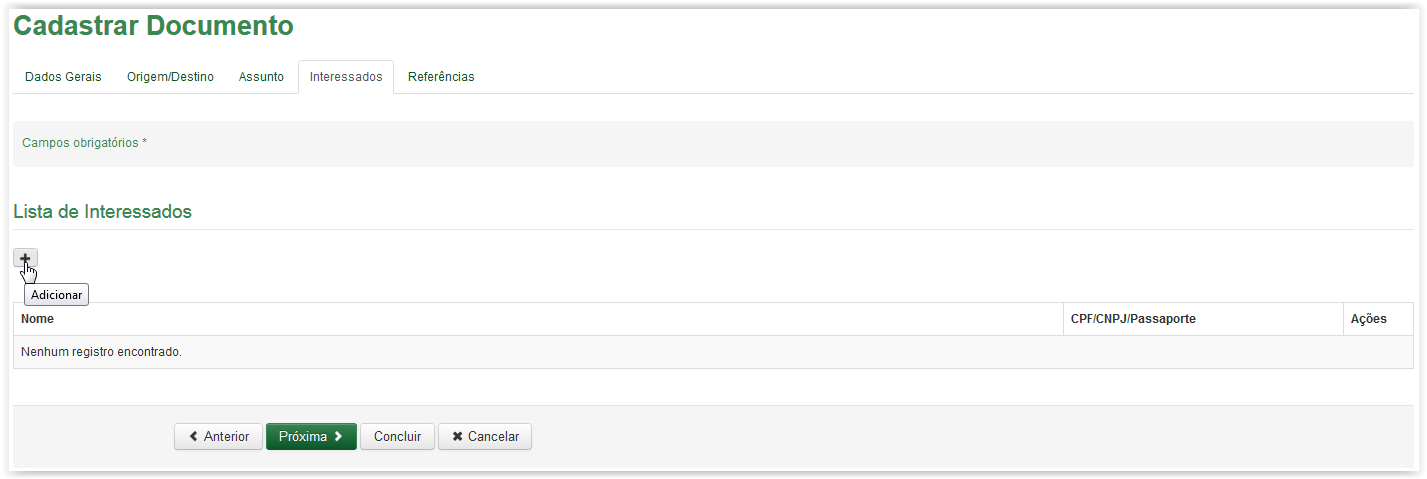 Cadastrar Documento
Dados Gerais Origem/Destino Assunto Interessados Referências
Campos obrigatórios *
Lista de Interessados
Adicionar
Nome CPF/CNPJ/Passaporte Ações
Nenhum registro encontrado.
Anterior Próxima Concluir Cancelar